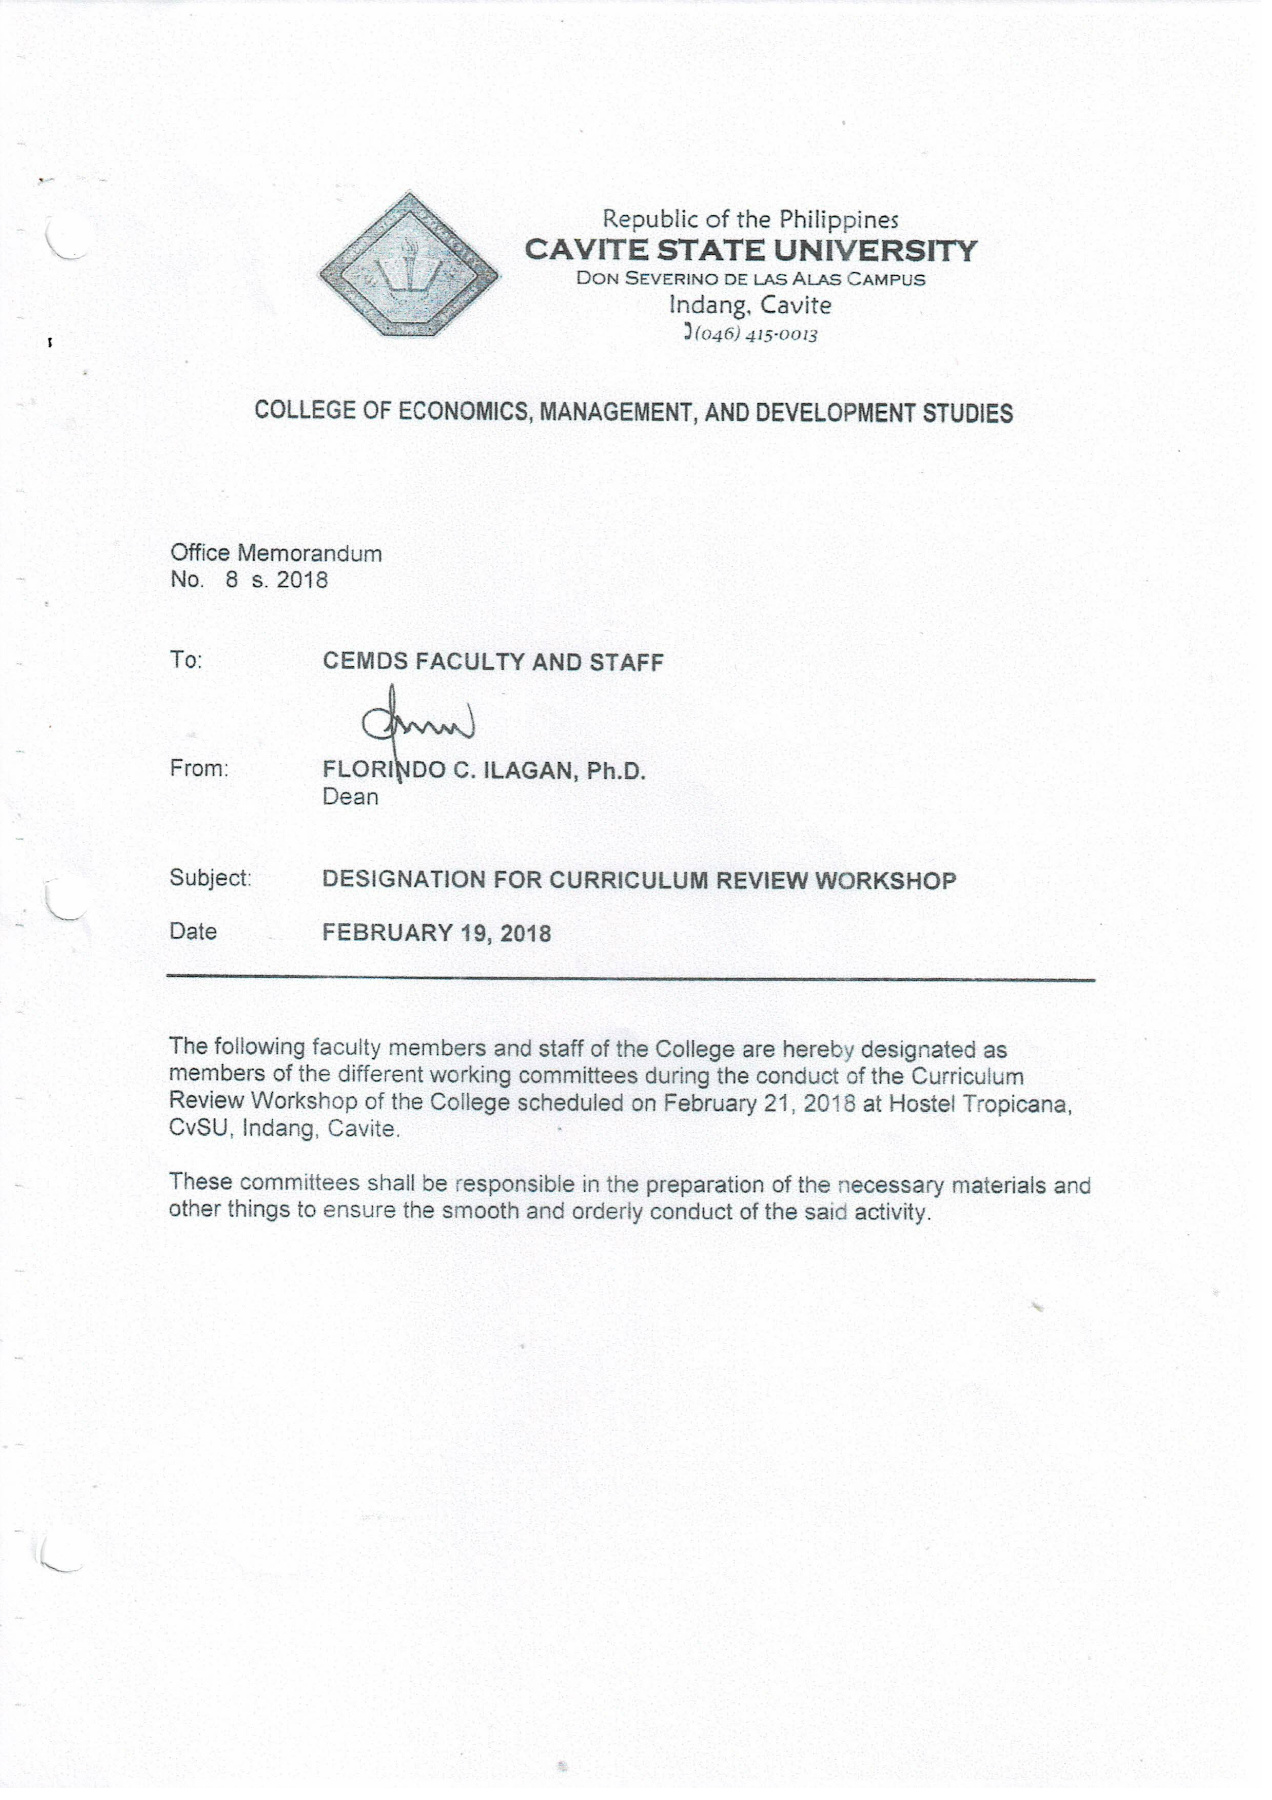 Republic of the Philippines
CAVITE STATE UNIVERSITY
DON SEVERINO DE LAS ALAS CAMPUS
Indang, Cavite
(046) 415-0013
COLLEGE OF ECONOMICS, MANAGEMENT, AND DEVELOPMENT STUDIES
Office Memorandum
No. 8 s. 2018
To: CEMDS FACULTY AND STAFF
From: FLORINDO C. ILAGAN, Ph.D.
Dean
Subject: DESIGNATION FOR CURRICULUM REVIEW WORKSHOP
Date FEBRUARY 19, 2018
The following faculty members and staff of the College are hereby designated as
members of the different working committees during the conduct of the Curriculum
Review Workshop of the College scheduled on February 21, 2018 at Hostel Tropicana,
CvSU, Indang, Cavite.
These committees shall be responsible in the preparation of the necessary materials and
other things to ensure the smooth and orderly conduct of the said activity.